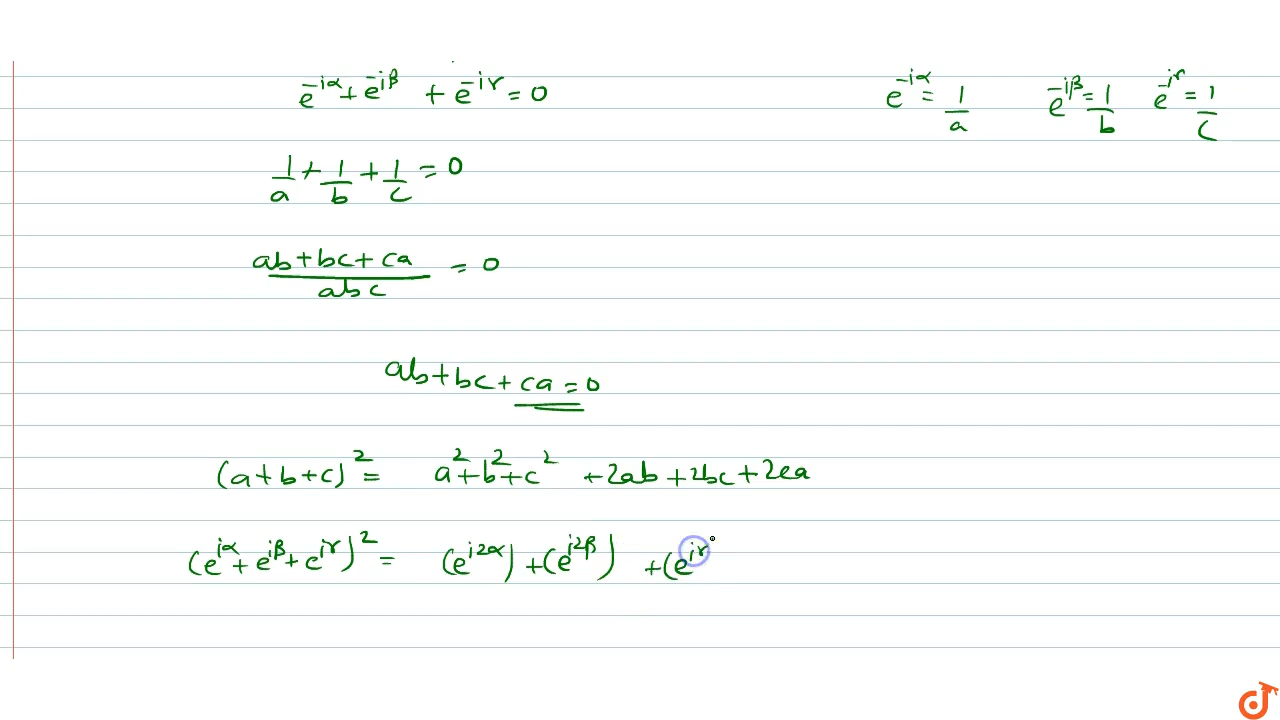 e^{-iα} + e^{-iβ} + e^{-iγ} = 0
e^{-iα} = 1/a   e^{-iβ} = 1/b   e^{-iγ} = 1/c
1/a + 1/b + 1/c = 0
(ab + bc + ca)/(abc) = 0
ab + bc + ca = 0
(a + b + c)^2 = a^2 + b^2 + c^2 + 2ab + 2bc + 2ca
(e^{iα} + e^{iβ} + e^{iγ})^2 = (e^{i2α}) + (e^{i2β}) + (e^{iγ}